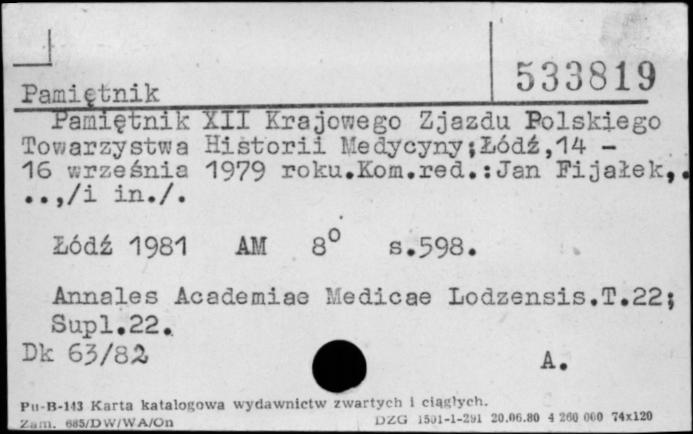 533819
Pamiętnik
Pamiętnik XII Krajowego Zjazdu Polskiego
Towarzystwa Historii Medycyny;Łódź,14 -
16 września 1979 roku.Kom.red.:Jan Fijałek,.
..,/i in./.
Łódź 1981 AM 8° s.598.
Annales Academiae Medicae Lodzensis.T.22;
Supl.22.
Dk 63/82
A.
Pu-B-143 Karta katalogowa wydawnictw zwartych i ciągłych.
Zam. 685/DW/WA/On DZG 1501-1-291 20.06.80 4 260 000 74x120